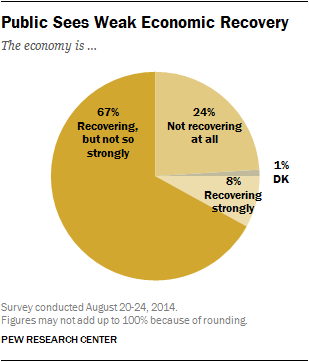 Public Sees Weak Economic Recovery
The economy is ...
67%
Recovering,
but not so
strongly
24%
Not recovering
at all
1%
DK
8%
Recovering
strongly
Survey conducted August 20-24, 2014.
Figures may not add up to 100% because of rounding.
PEW RESEARCH CENTER